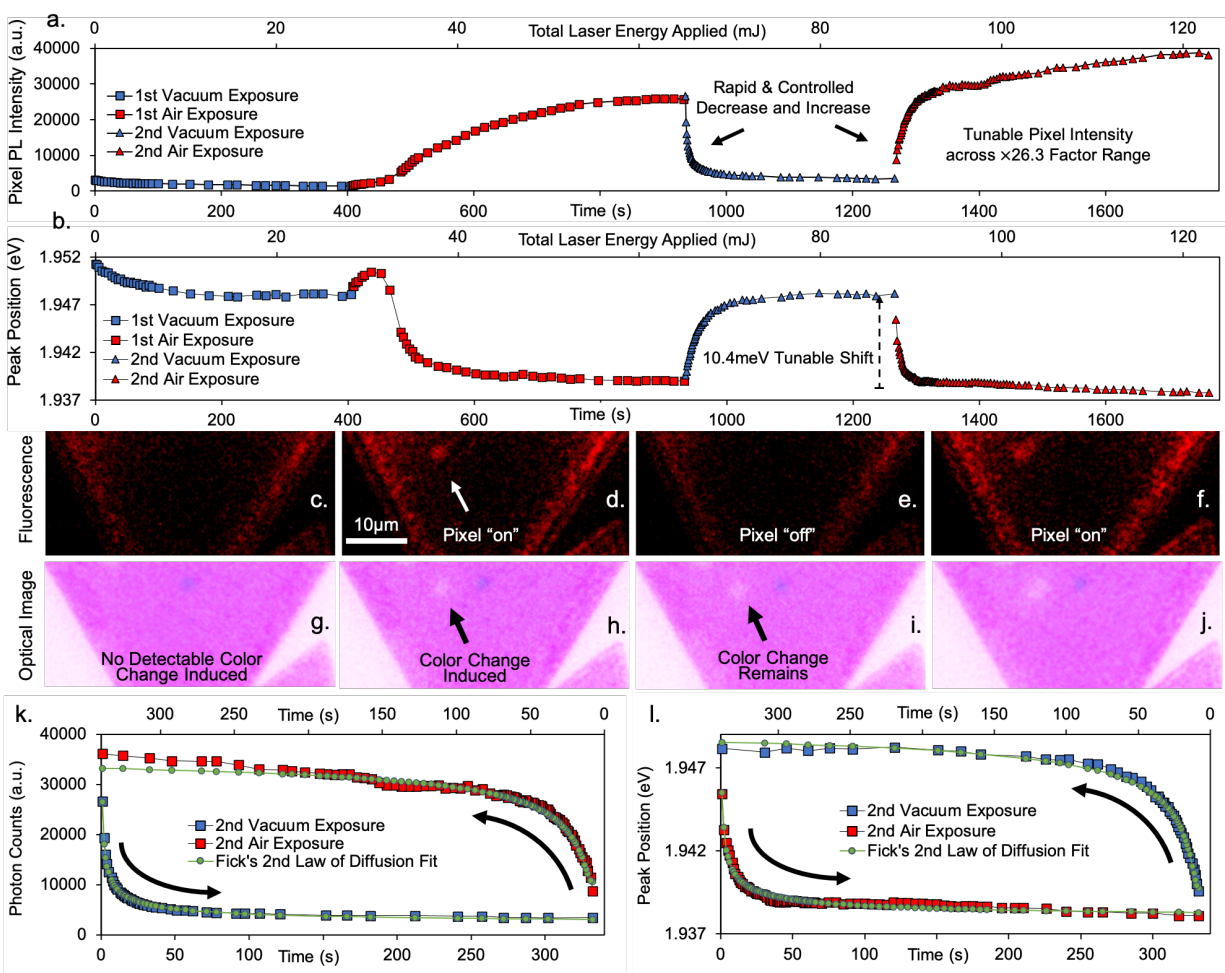 a.
0 20 40 Total Laser Energy Applied (mJ) 80 100 120
Pixel PL Intensity (a.u.)
40000
30000
20000
10000
0
1st Vacuum Exposure
1st Air Exposure
2nd Vacuum Exposure
2nd Air Exposure
Rapid & Controlled
Decrease and Increase
Tunable Pixel Intensity
across ×26.3 Factor Range
0 200 400 Time (s) 1000 1200 1400 1600
b.
0 20 40 Total Laser Energy Applied (mJ) 80 100 120
Peak Position (eV)
1.952
1.947
1.942
1.937
1st Vacuum Exposure
1st Air Exposure
2nd Vacuum Exposure
2nd Air Exposure
10.4meV Tunable Shift
0 200 400 Time (s) 1000 1200 1400 1600
Fluorescence
c.
d.
10µm
Pixel “on”
e.
Pixel “off”
f.
Pixel “on”
Optical Image
g.
No Detectable Color
Change Induced
h.
Color Change
Induced
i.
Color Change
Remains
j.
k.
300 250 Time (s) 150 100 50 0
Photon Counts (a.u.)
40000
30000
20000
10000
0
2nd Vacuum Exposure
2nd Air Exposure
Fick's 2nd Law of Diffusion Fit
0 50 100 Time (s) 200 250 300
l.
300 250 Time (s) 150 100 50 0
Peak Position (eV)
1.947
1.942
1.937
2nd Vacuum Exposure
2nd Air Exposure
Fick's 2nd Law of Diffusion Fit
0 50 100 Time (s) 200 250 300